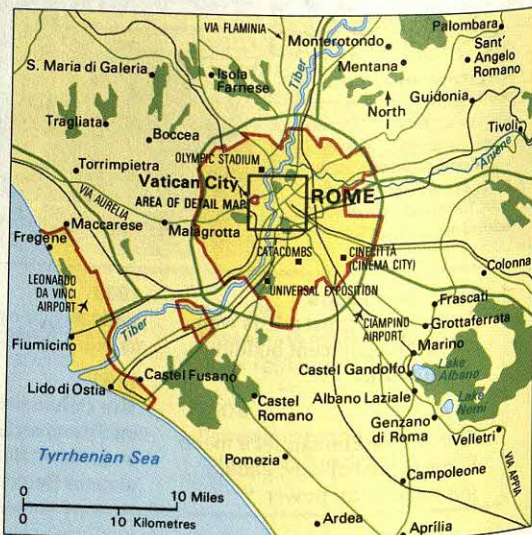 VIA FLAMINIA
Palombara
Monterotondo
Sant'
Angelo
Romano
Mentana
S. Maria di Galeria
Isola
Farnese
Tiber
North
Guidonia
Tragliata
Boccea
Tivoli
Aniene
OLYMPIC STADIUM
Torrimpietra
Vatican City
ROME
AREA OF DETAIL MAP
VIA AURELIA
Maccarese
Malagrotta
Fregene
CATACOMBS
CINECITTÀ
(CINEMA CITY)
Colonna
LEONARDO
DA VINCI
AIRPORT
UNIVERSAL EXPOSITION
Tiber
Frascati
CIAMPINO
AIRPORT
Grottaferrata
Fiumicino
Marino
Castel Gandolfo
Lake
Albano
Lido di Ostia
Castel Fusano
Castel
Romano
Albano Laziale
Lake
Nemi
Genzano
di Roma
Velletri
Tyrrhenian Sea
Pomezia
VIA APPIA
Campoleone
0
10 Miles
0
10 Kilometres
Ardea
Aprília